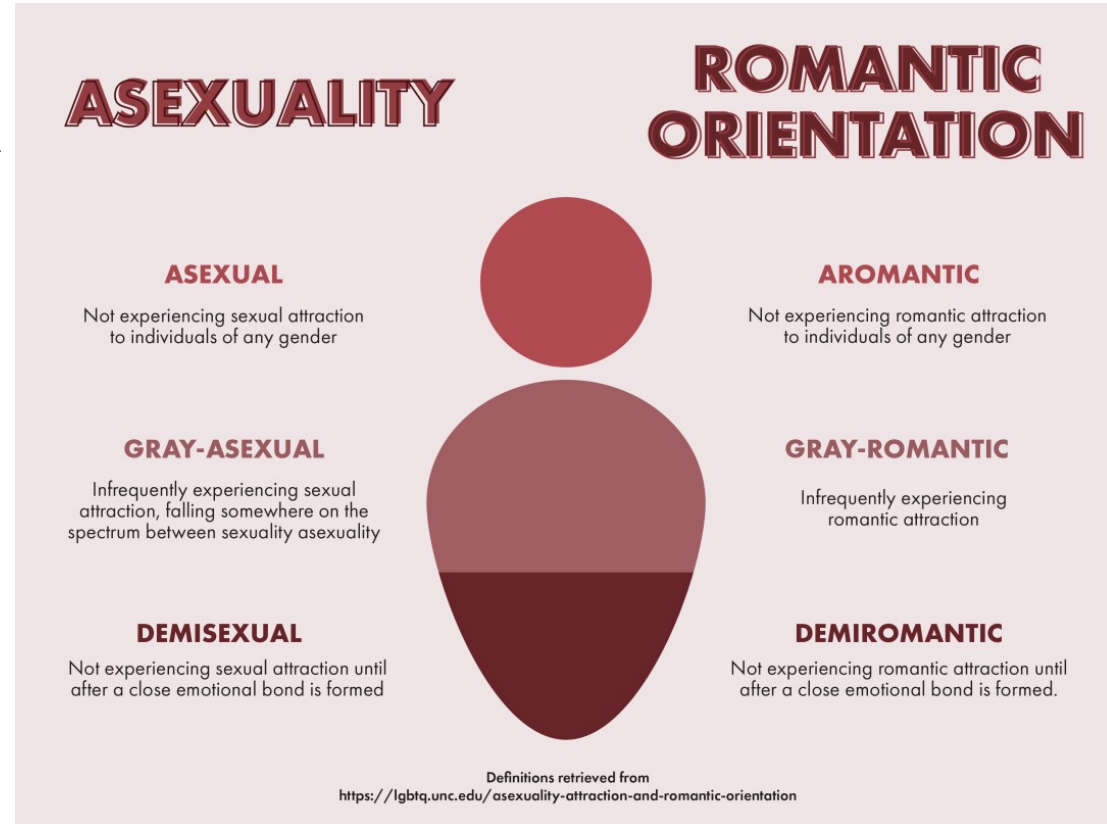 ASEXUALITY
ROMANTIC
ORIENTATION
ASEXUAL
Not experiencing sexual attraction
to individuals of any gender
AROMANTIC
Not experiencing romantic attraction
to individuals of any gender
GRAY-ASEXUAL
Infrequently experiencing sexual
attraction, falling somewhere on the
spectrum between sexuality asexuality
GRAY-ROMANTIC
Infrequently experiencing
romantic attraction
DEMISEXUAL
Not experiencing sexual attraction until
after a close emotional bond is formed
DEMIROMANTIC
Not experiencing romantic attraction until
after a close emotional bond is formed.
Definitions retrieved from
https://lgbtq.unc.edu/asexuality-attraction-and-romantic-orientation